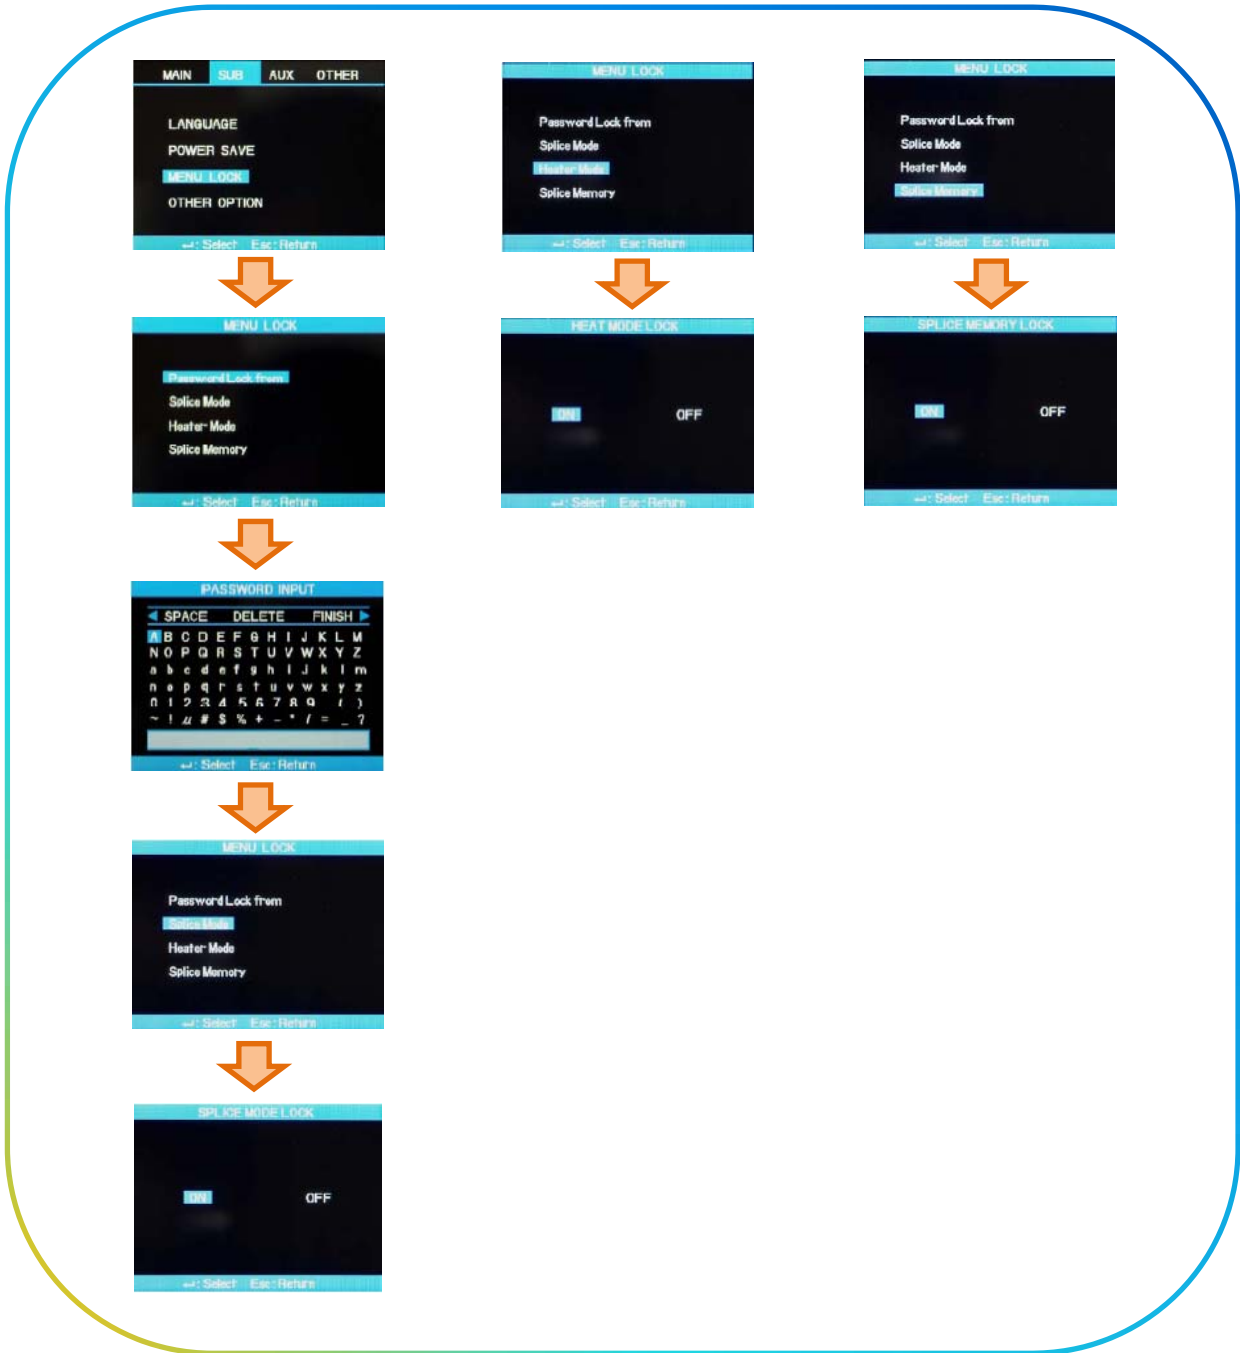 MAIN SUB AUX OTHER
LANGUAGE
POWER SAVE
MENU LOCK
OTHER OPTION
↵: Select Esc: Return
MENU LOCK
Password Lock from
Splice Mode
Heater Mode
Splice Memory
↵: Select Esc: Return
PASSWORD INPUT
◀ SPACE DELETE FINISH ▶
A B C D E F G H I J K L M
N O P Q R S T U V W X Y Z
a b c d e f g h i j k l m
n o p q r s t u v w x y z
0 1 2 3 4 5 6 7 8 9 . ( )
~ ! μ # $ % + - * / = _ ?
↵: Select Esc: Return
MENU LOCK
Password Lock from
Splice Mode
Heater Mode
Splice Memory
↵: Select Esc: Return
SPLICE MODE LOCK
ON OFF
↵: Select Esc: Return
MENU LOCK
Password Lock from
Splice Mode
Heater Mode
Splice Memory
↵: Select Esc: Return
HEAT MODE LOCK
ON OFF
↵: Select Esc: Return
MENU LOCK
Password Lock from
Splice Mode
Heater Mode
Splice Memory
↵: Select Esc: Return
SPLICE MEMORY LOCK
ON OFF
↵: Select Esc: Return